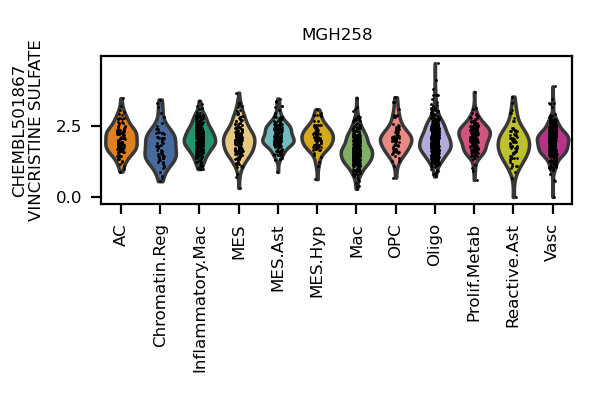 MGH258
CHEMBL501867
VINCRISTINE SULFATE
2.5
0.0
AC
Chromatin.Reg
Inflammatory.Mac
MES
MES.Ast
MES.Hyp
Mac
OPC
Oligo
Prolif.Metab
Reactive.Ast
Vasc